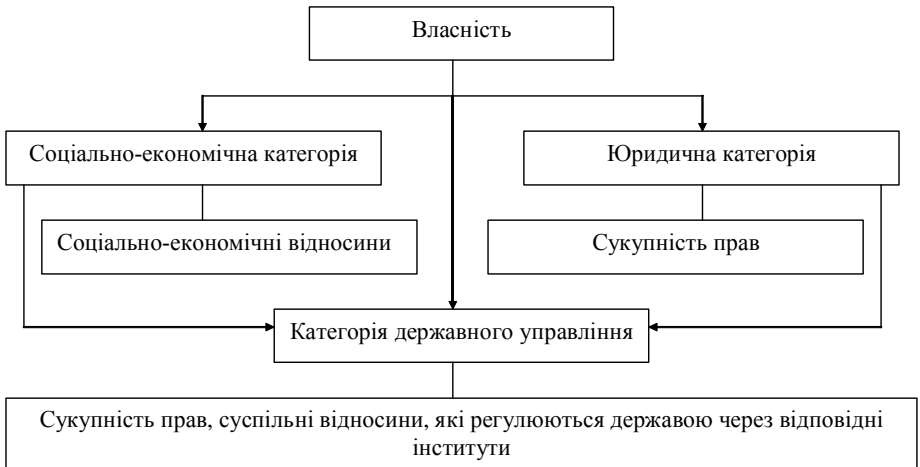 Власність
Соціально-економічна категорія
Юридична категорія
Соціально-економічні відносини
Сукупність прав
Категорія державного управління
Сукупність прав, суспільні відносини, які регулюються державою через відповідні
інститути